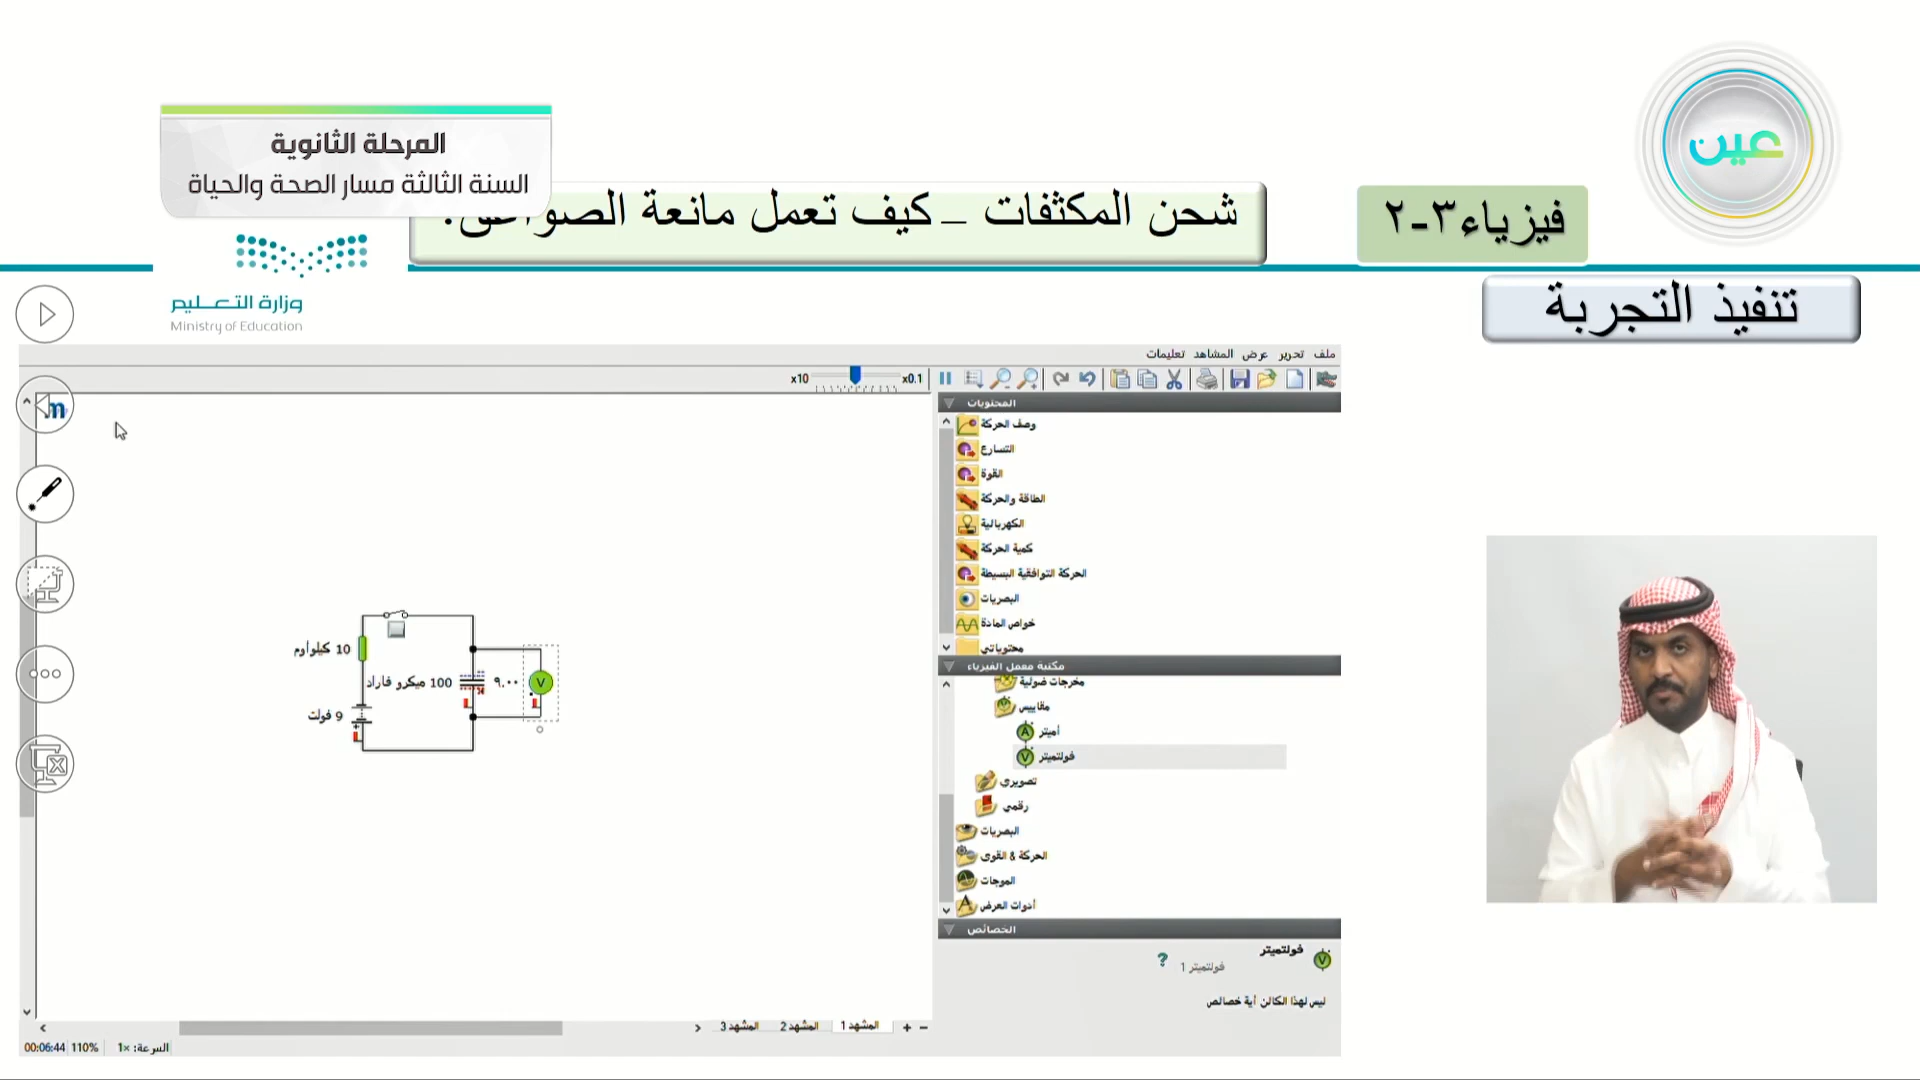 عين
المرحلة الثانوية
السنة الثالثة مسار الصحة والحياة
فيزياء٣-٢
شحن المكثفات – كيف تعمل مانعة
تنفيذ التجربة
وزارة التعليم
Ministry of Education
ملف تحرير عرض المشاهد تعليمات
x10
x0.1
المحتويات
وصف الحركة
التسارع
القوة
الطاقة والحركة
الكهربائية
كمية الحركة
الحركة التوافقية البسيطة
البصريات
خواص المادة
محتوياتي
مكتبة معمل الفيزياء
مخرجات ضوئية
مقاييس
A أميتر
V فولتميتر
تصويري
رقمي
البصريات
الحركة & القوى
الموجات
أدوات العرض
الخصائص
فولتميتر
فولتميتر 1
ليس لهذا الكائن أية خصائص
10 كيلوأوم
100 ميكرو فاراد
٩.٠٠
V
9 فولت
المشهد 1
المشهد 2
المشهد 3
00:06:44
110%
السرعة: ×1